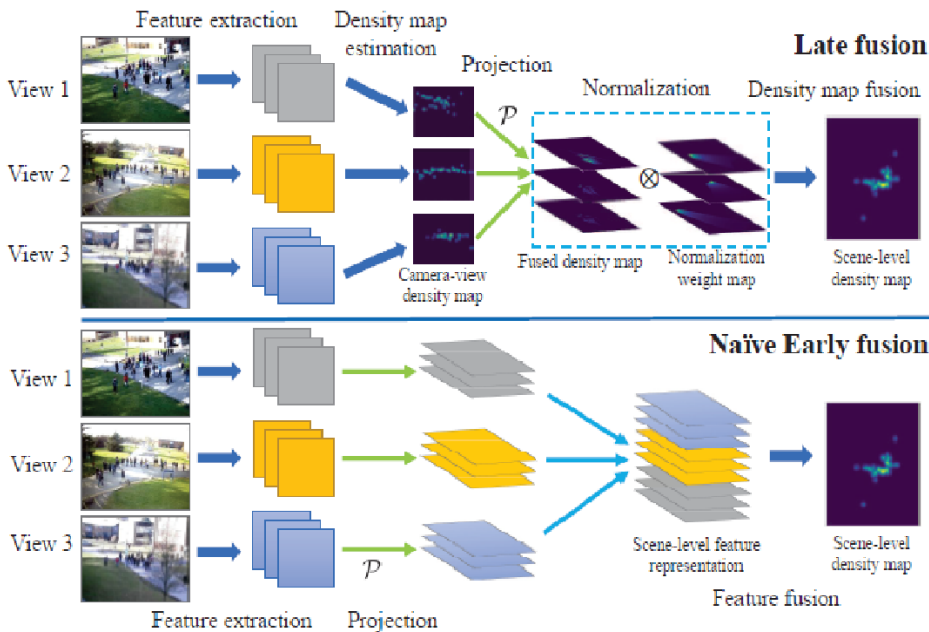 Feature extraction
Density map
estimation
Late fusion
View 1
Projection
Normalization
Density map fusion
𝒫
View 2
⊗
View 3
Camera-view
density map
Fused density map
Normalization
weight map
Scene-level
density map
Naïve Early fusion
View 1
View 2
View 3
𝒫
Scene-level feature
representation
Scene-level
density map
Feature fusion
Feature extraction
Projection